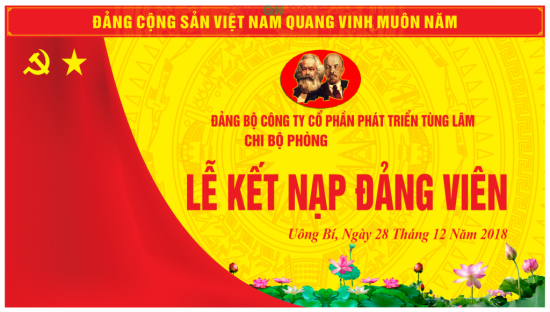 ĐẢNG CỘNG SẢN VIỆT NAM QUANG VINH MUÔN NĂM
ĐẢNG BỘ CÔNG TY CỔ PHẦN PHÁT TRIỂN TÙNG LÂM
CHI BỘ PHÒNG
LỄ KẾT NẠP ĐẢNG VIÊN
Uông Bí, Ngày 28 Tháng 12 Năm 2018